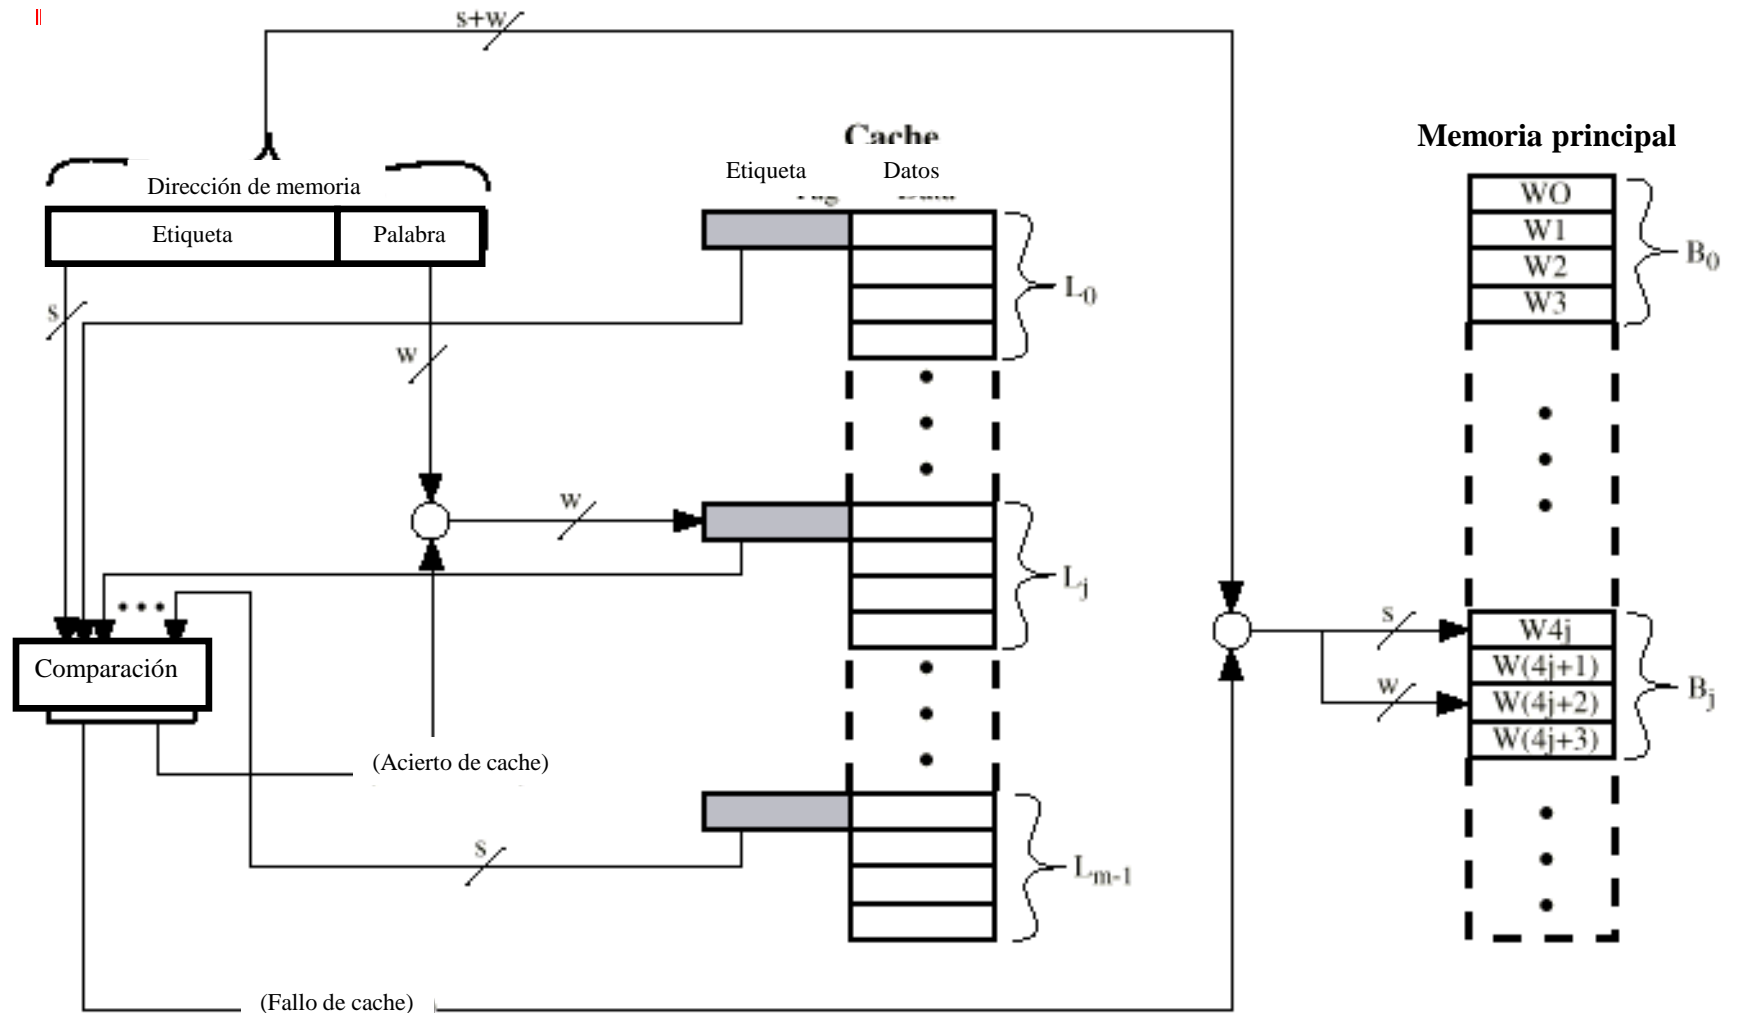 s+w
Cache
Memoria principal
Dirección de memoria
Etiqueta
Datos
Etiqueta
Palabra
W0
W1
W2
W3
B0
L0
s
w
w
Lj
s
W4j
W(4j+1)
w
W(4j+2)
W(4j+3)
Bj
Comparación
(Acierto de cache)
s
Lm-1
(Fallo de cache)